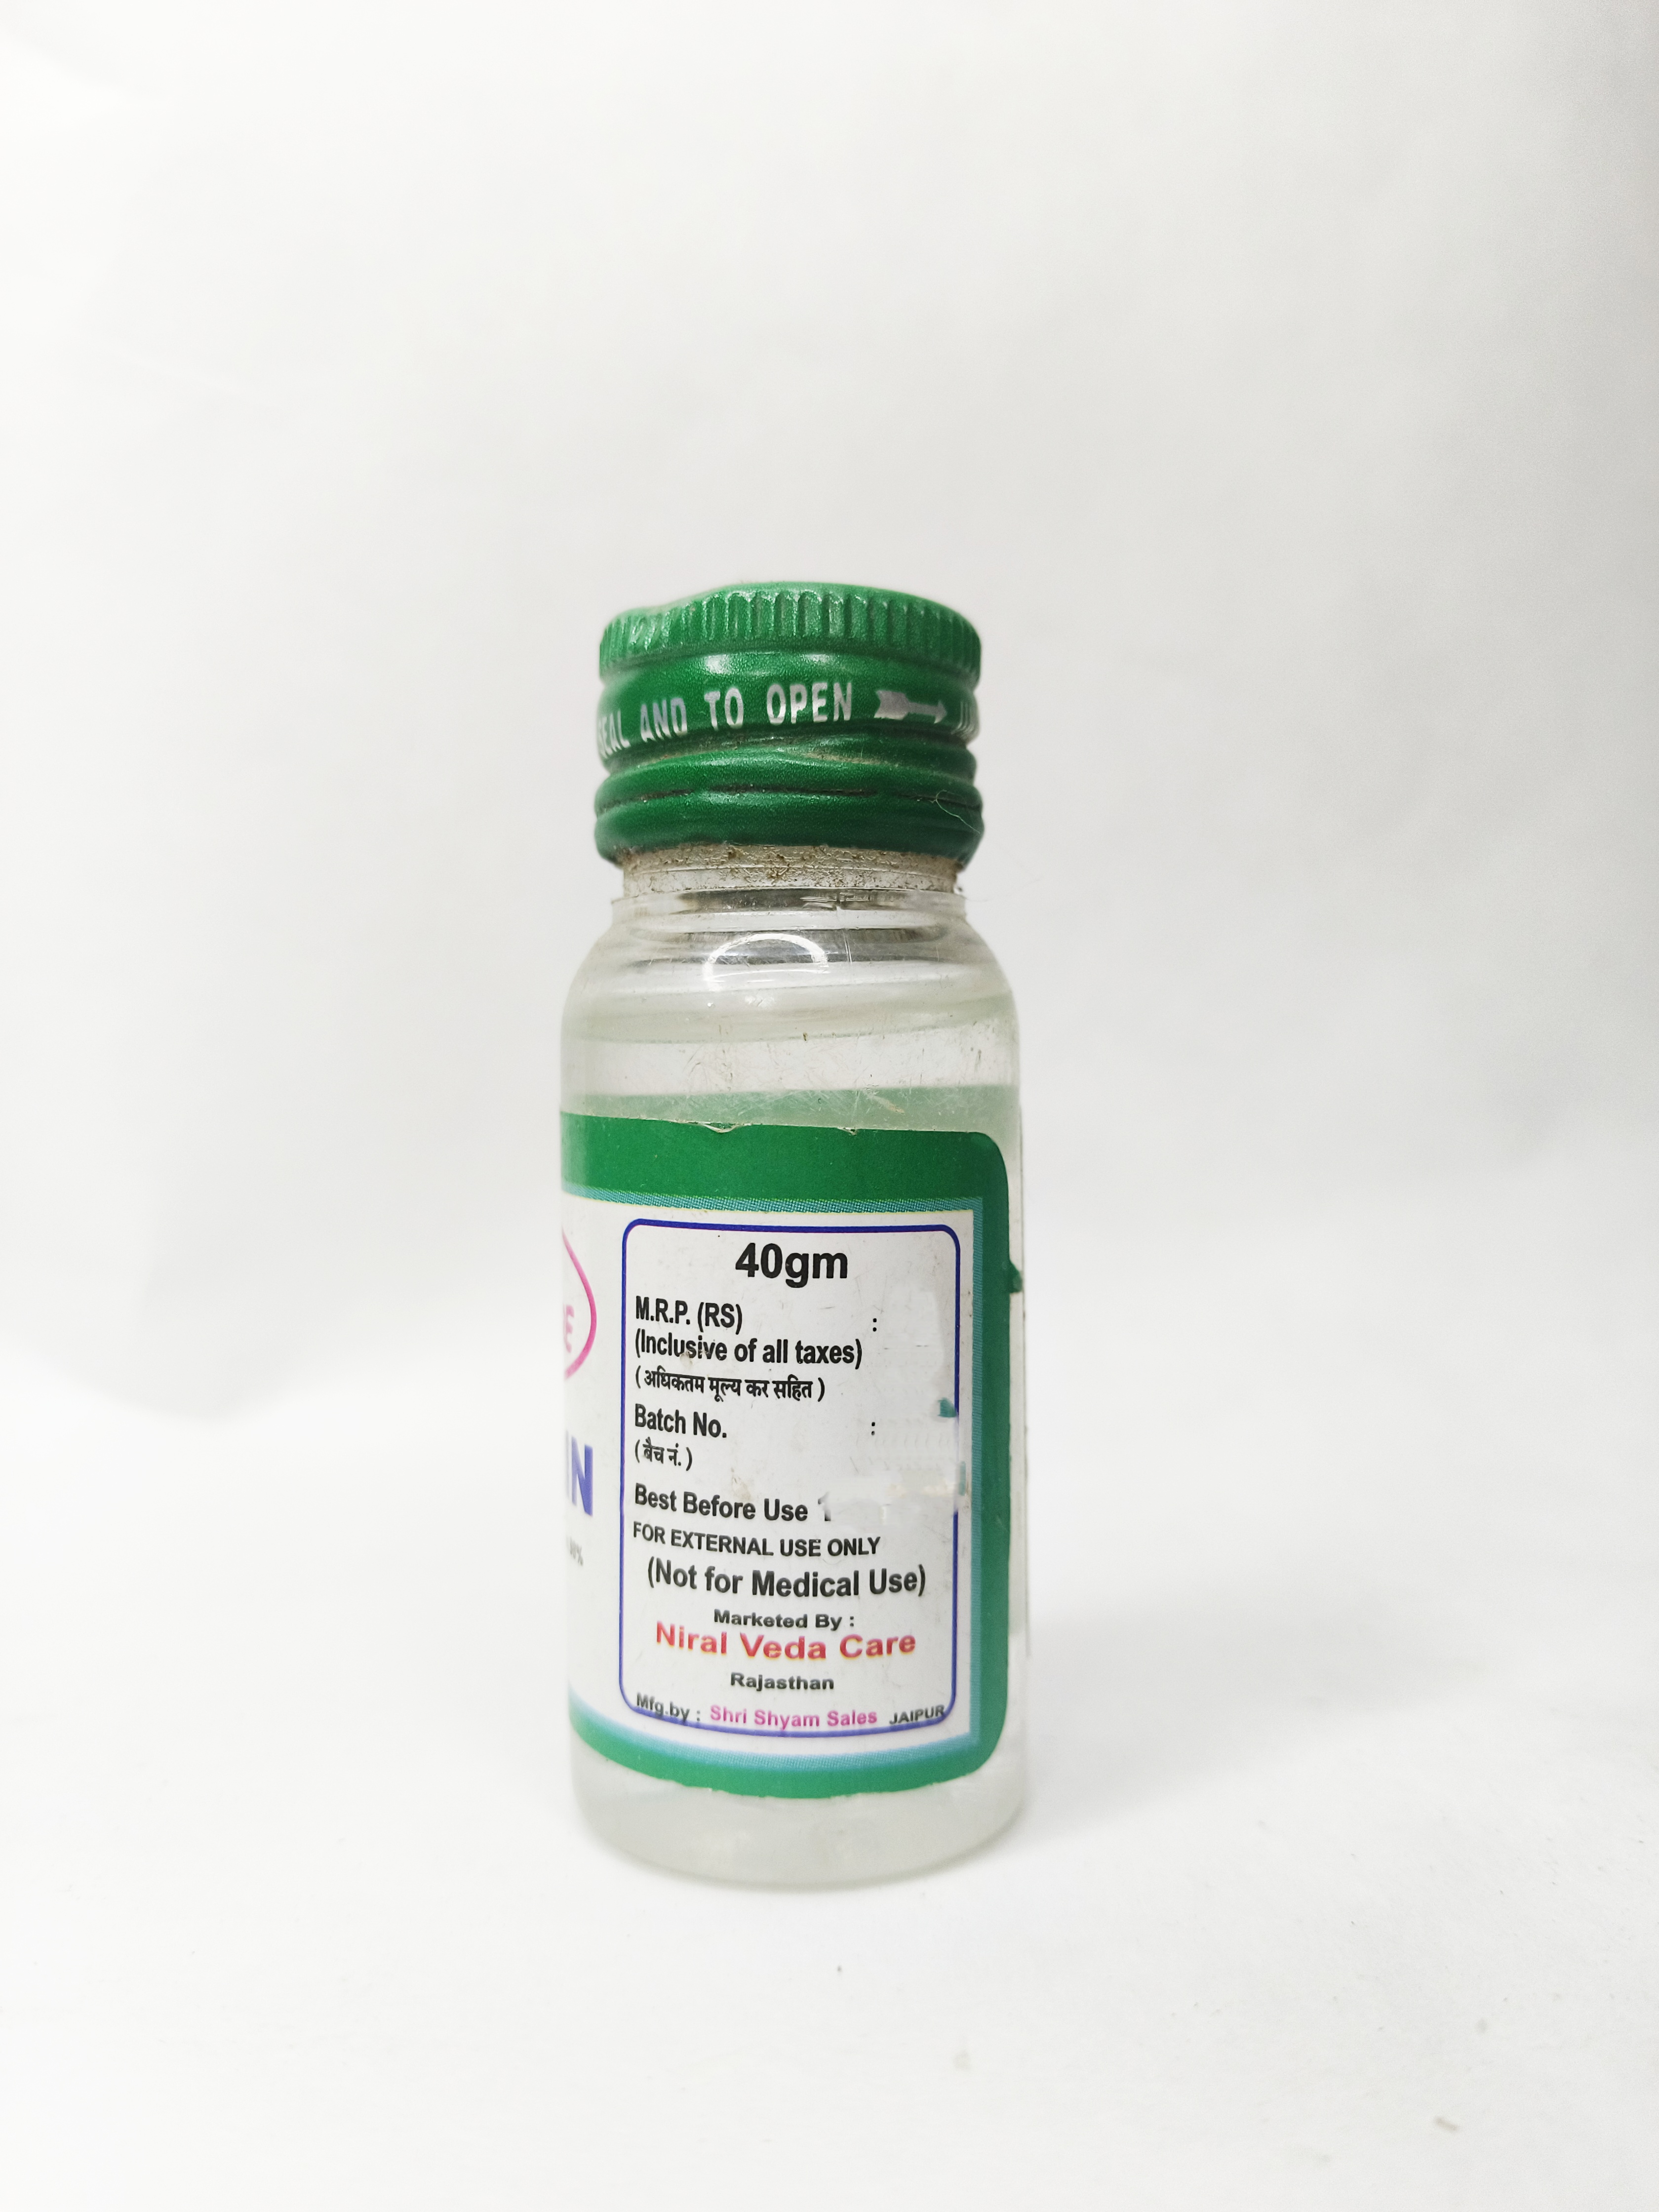 AND TO OPEN
40gm
M.R.P. (RS) :
(Inclusive of all taxes)
( अधिकतम मूल्य कर सहित )
Batch No. :
( बैच नं. )
Best Before Use
FOR EXTERNAL USE ONLY
(Not for Medical Use)
Marketed By :
Niral Veda Care
Rajasthan
Mfg.by : Shri Shyam Sales JAIPUR